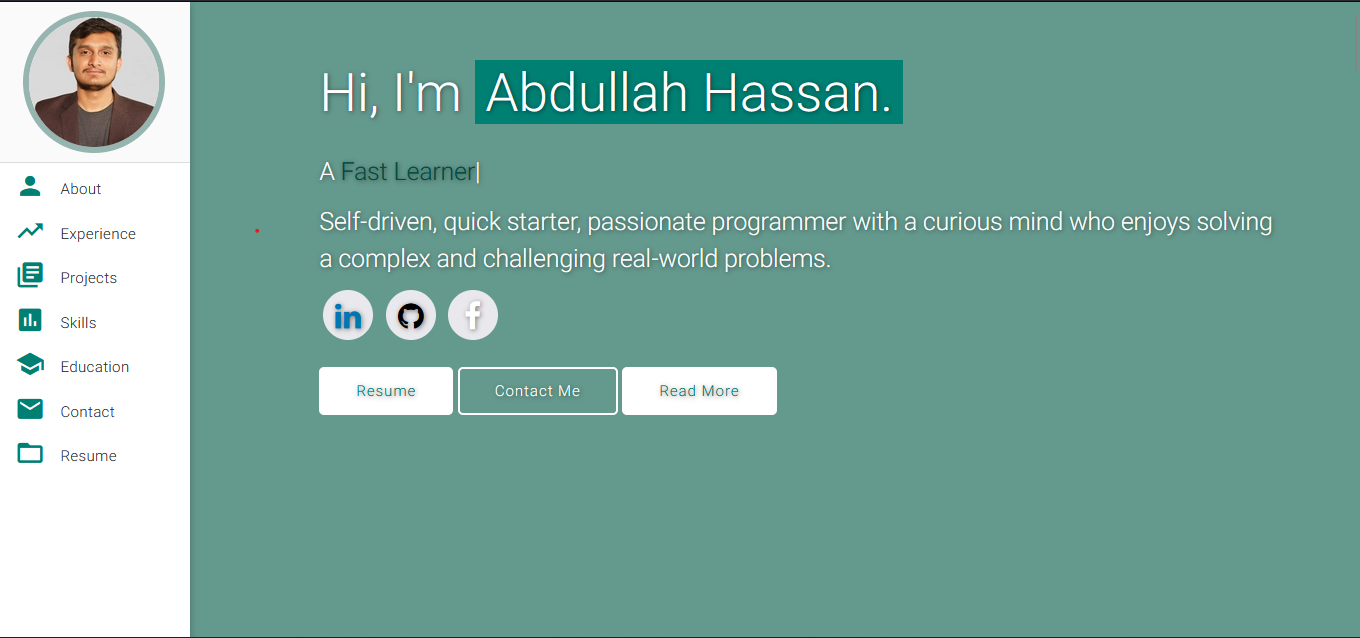 About
Experience
Projects
Skills
Education
Contact
Resume
Hi, I'm Abdullah Hassan.
A Fast Learner|
Self-driven, quick starter, passionate programmer with a curious mind who enjoys solving
a complex and challenging real-world problems.
in f
Resume Contact Me Read More